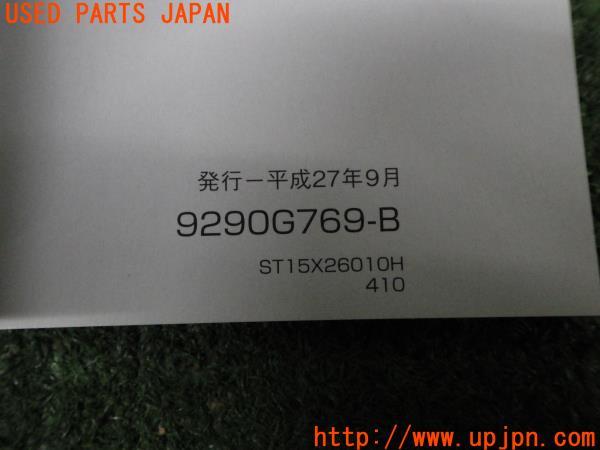 USED PARTS JAPAN
発行－平成27年9月
9290G769-B
ST15X26010H
410
http://www.upjpn.com/